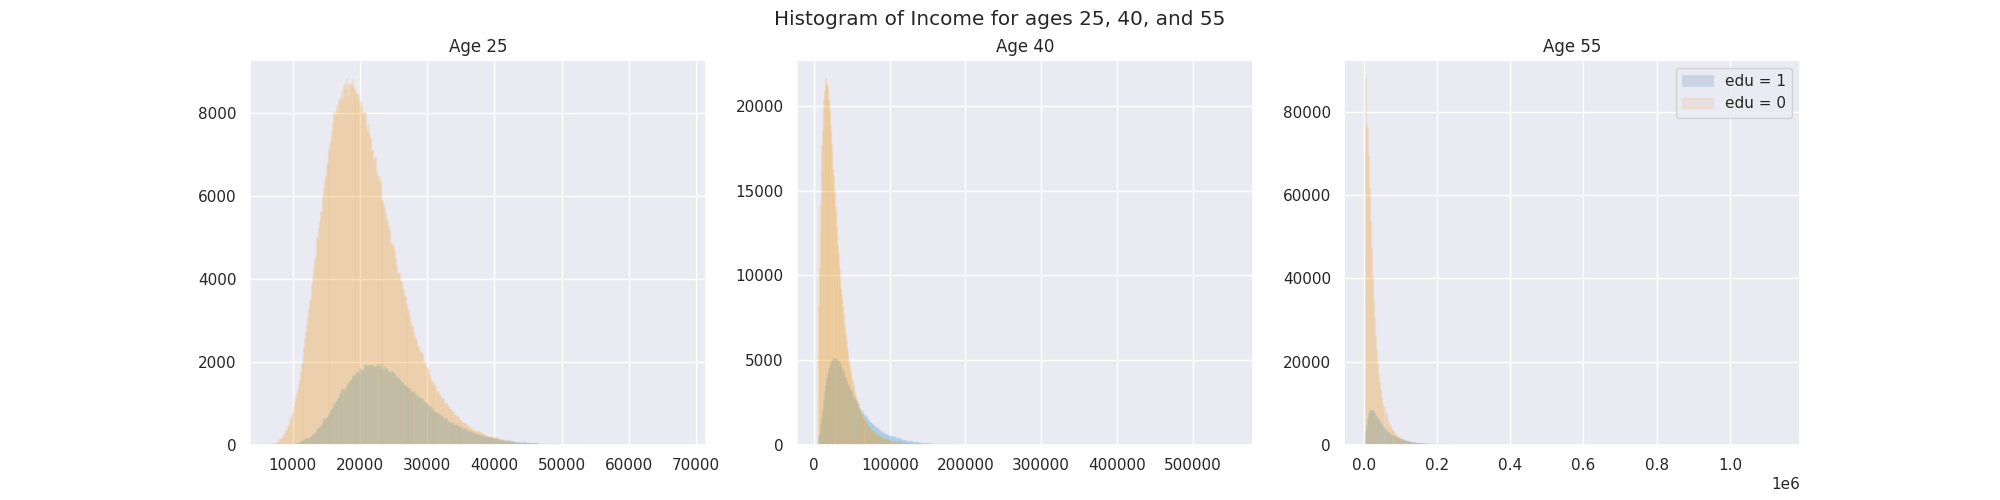 Histogram of Income for ages 25, 40, and 55
Age 25
8000
6000
4000
2000
0
10000 20000 30000 40000 50000 60000 70000
Age 40
20000
15000
10000
5000
0
0 100000 200000 300000 400000 500000
Age 55
edu = 1
edu = 0
80000
60000
40000
20000
0
0.0 0.2 0.4 0.6 0.8 1.0
1e6